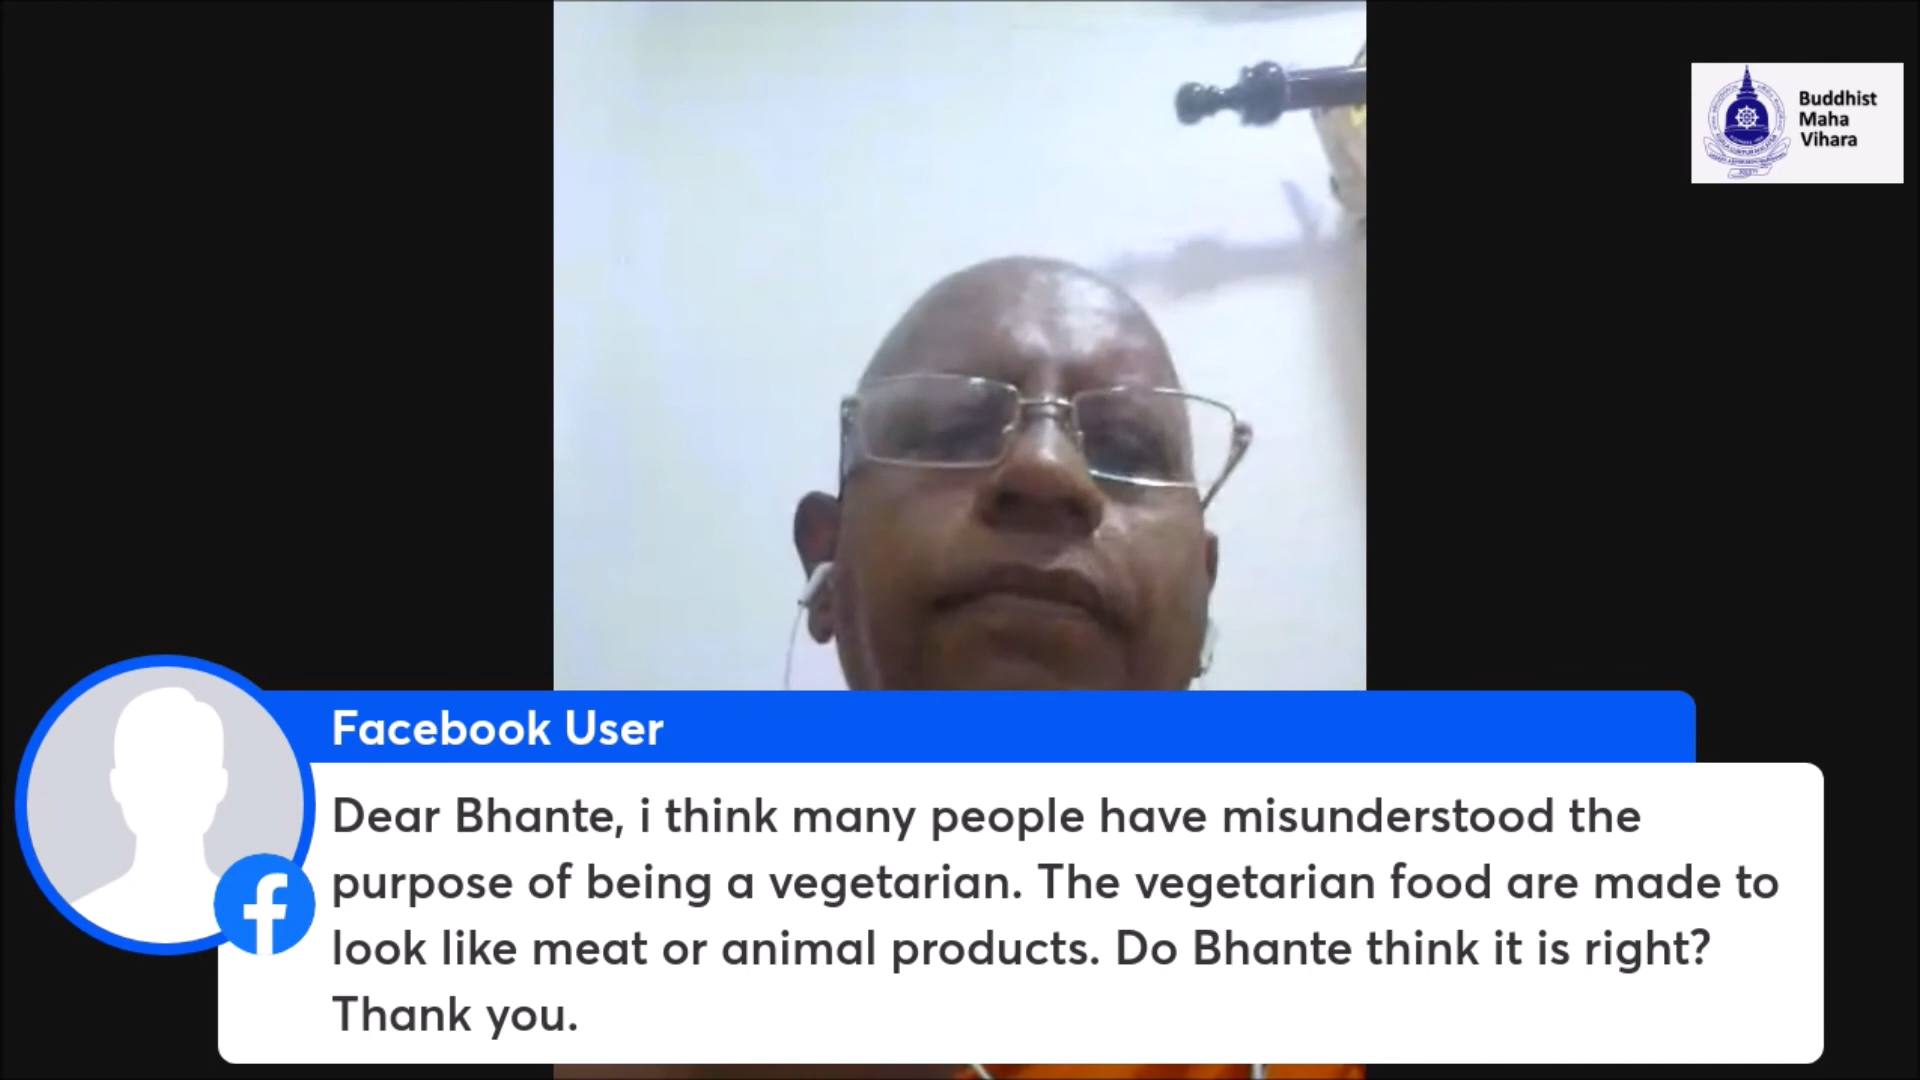 Buddhist
Maha
Vihara
Facebook User
Dear Bhante, i think many people have misunderstood the
purpose of being a vegetarian. The vegetarian food are made to
look like meat or animal products. Do Bhante think it is right?
Thank you.